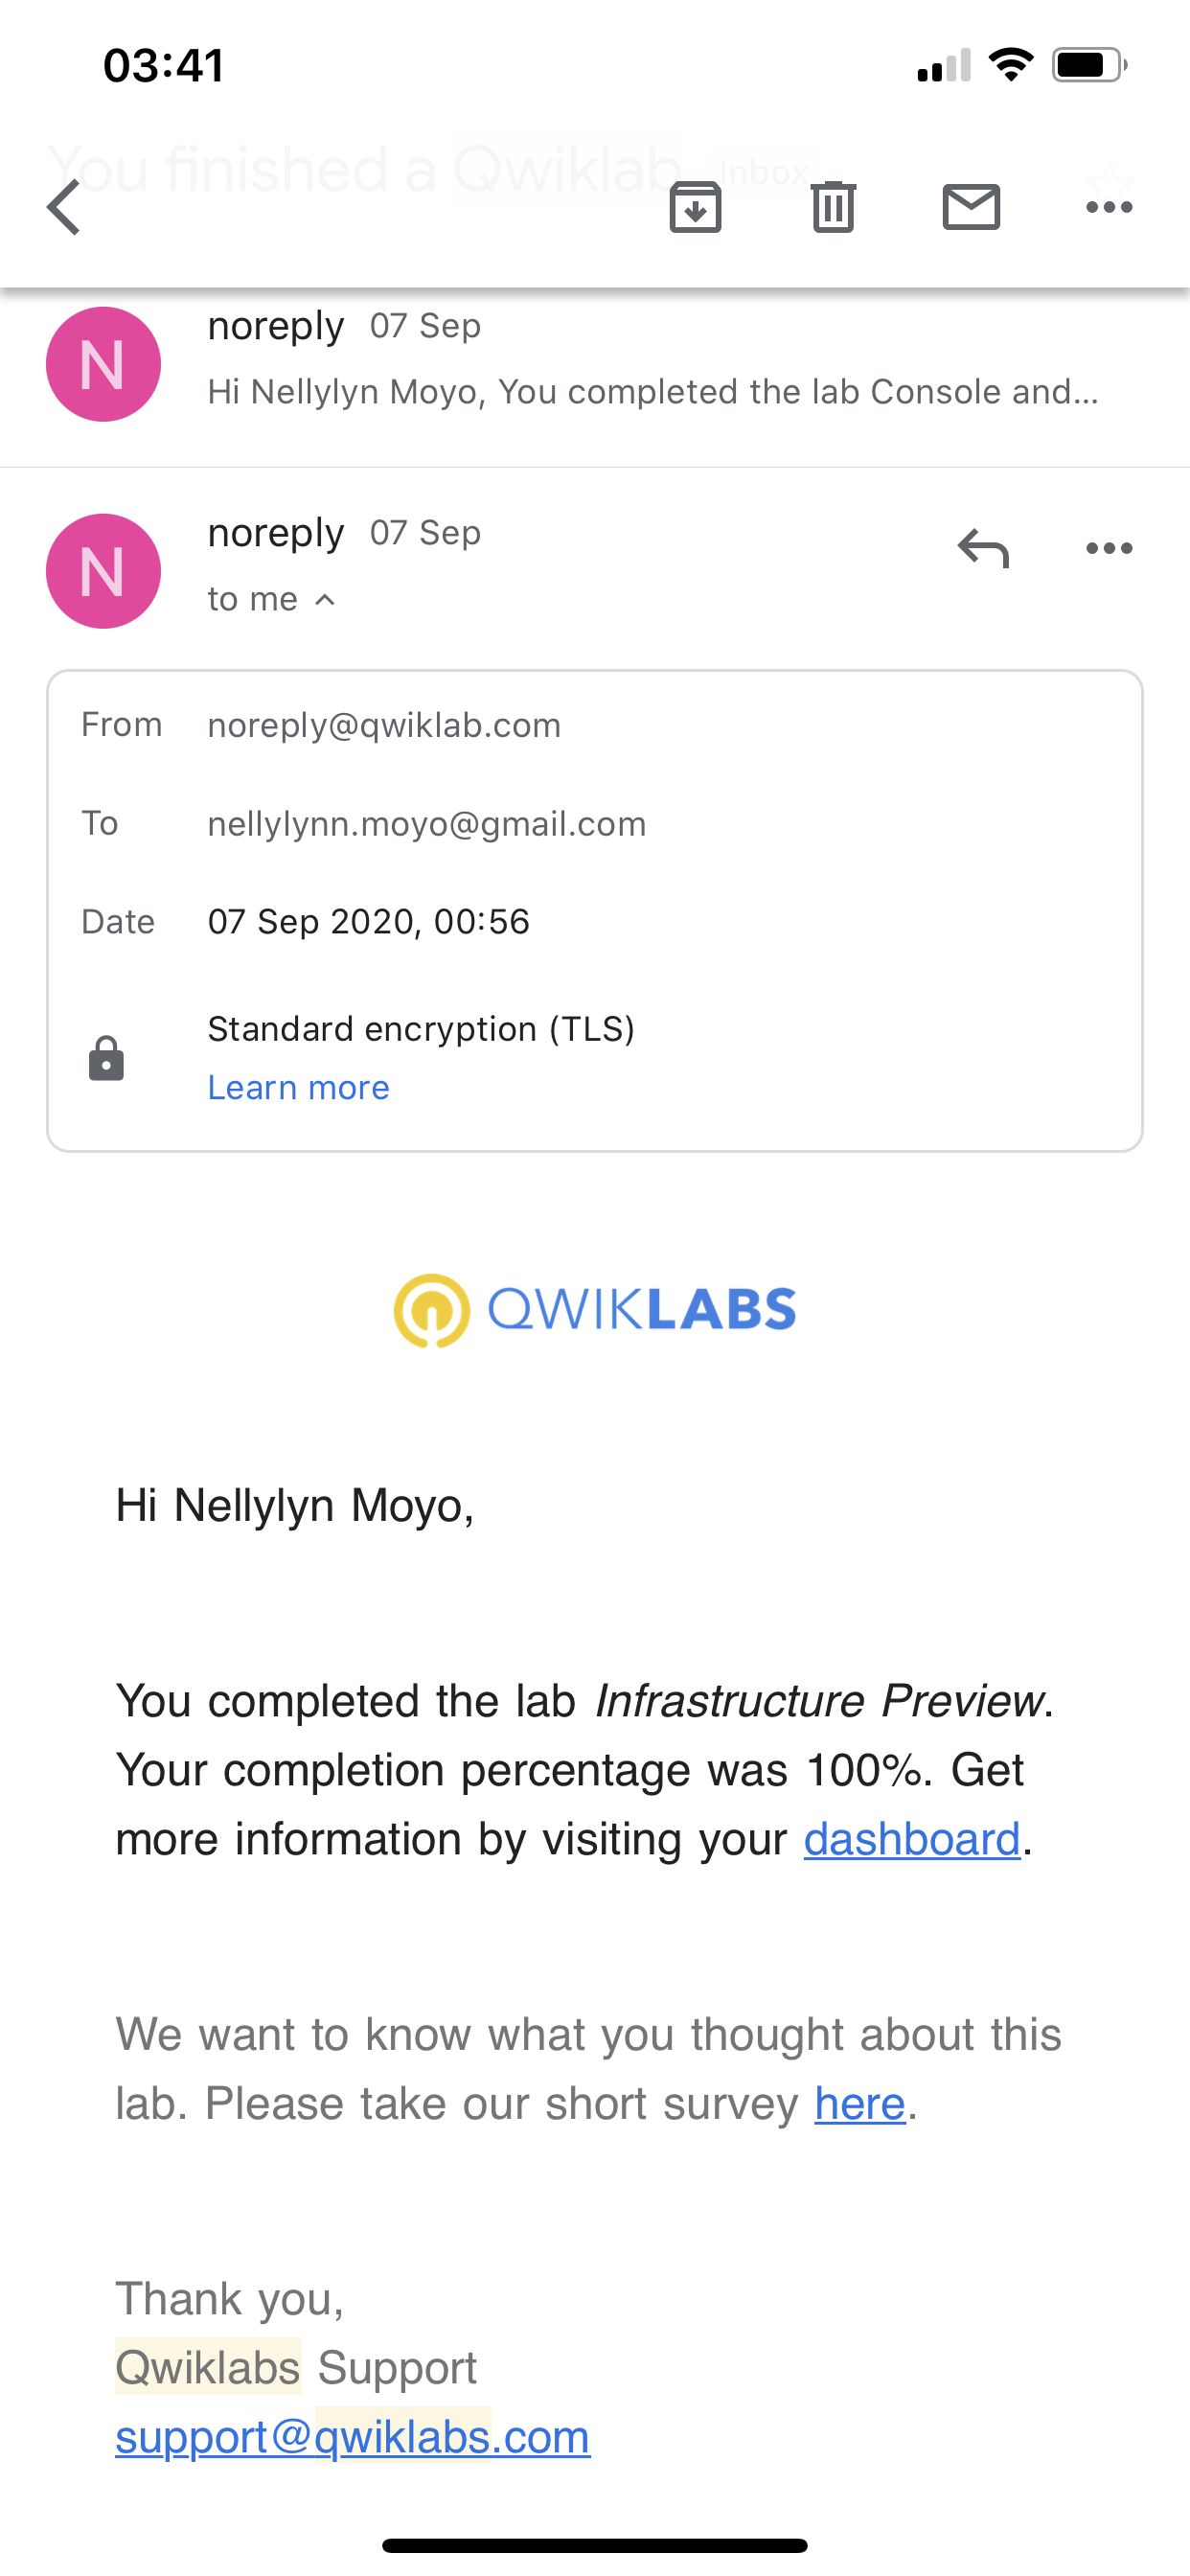 03:41
You finished a Qwiklab Inbox
N
noreply 07 Sep
Hi Nellylyn Moyo, You completed the lab Console and...
N
noreply 07 Sep
to me
From noreply@qwiklab.com
To nellylynn.moyo@gmail.com
Date 07 Sep 2020, 00:56
Standard encryption (TLS)
Learn more
QWIKLABS
Hi Nellylyn Moyo,
You completed the lab Infrastructure Preview.
Your completion percentage was 100%. Get
more information by visiting your dashboard.
We want to know what you thought about this
lab. Please take our short survey here.
Thank you,
Qwiklabs Support
support@qwiklabs.com